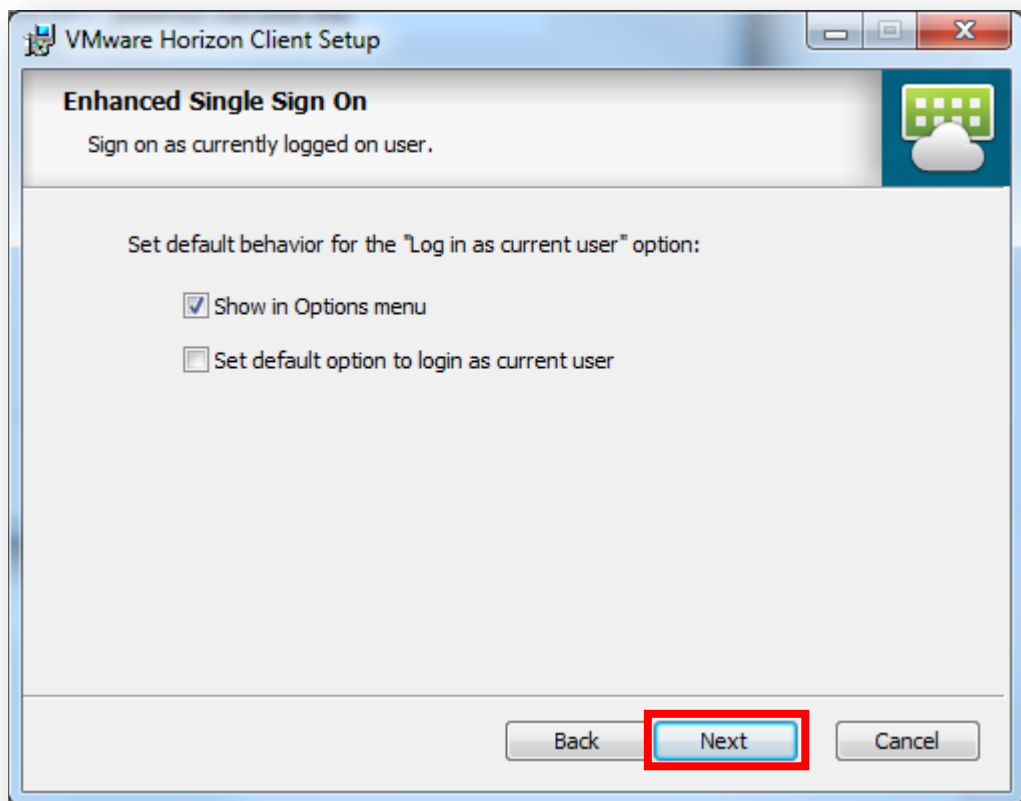 VMware Horizon Client Setup
Enhanced Single Sign On
Sign on as currently logged on user.
Set default behavior for the "Log in as current user" option:
Show in Options menu
Set default option to login as current user
Back Next Cancel